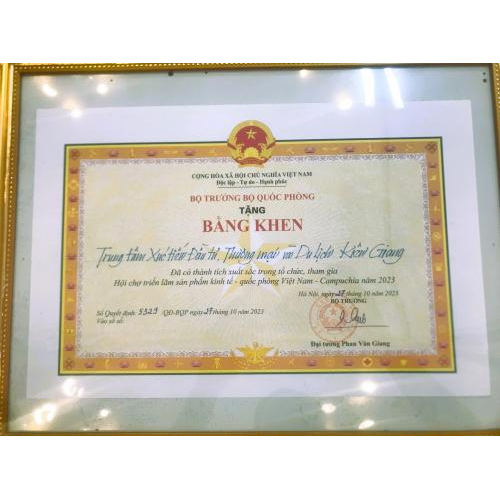 CỘNG HÒA XÃ HỘI CHỦ NGHĨA VIỆT NAM
Độc lập - Tự do - Hạnh phúc
BỘ TRƯỞNG BỘ QUỐC PHÒNG
TẶNG
BẰNG KHEN
Trung tâm Xúc tiến Đầu tư, Thương mại và Du lịch Kiên Giang
Đã có thành tích xuất sắc trong tổ chức, tham gia
Hội chợ triển lãm sản phẩm kinh tế - quốc phòng Việt Nam - Campuchia năm 2023
Hà Nội, ngày 27 tháng 10 năm 2023
BỘ TRƯỞNG
Số Quyết định: 5325 /QĐ-BQP ngày 27 tháng 10 năm 2023
Vào sổ số:
Đại tướng Phan Văn Giang